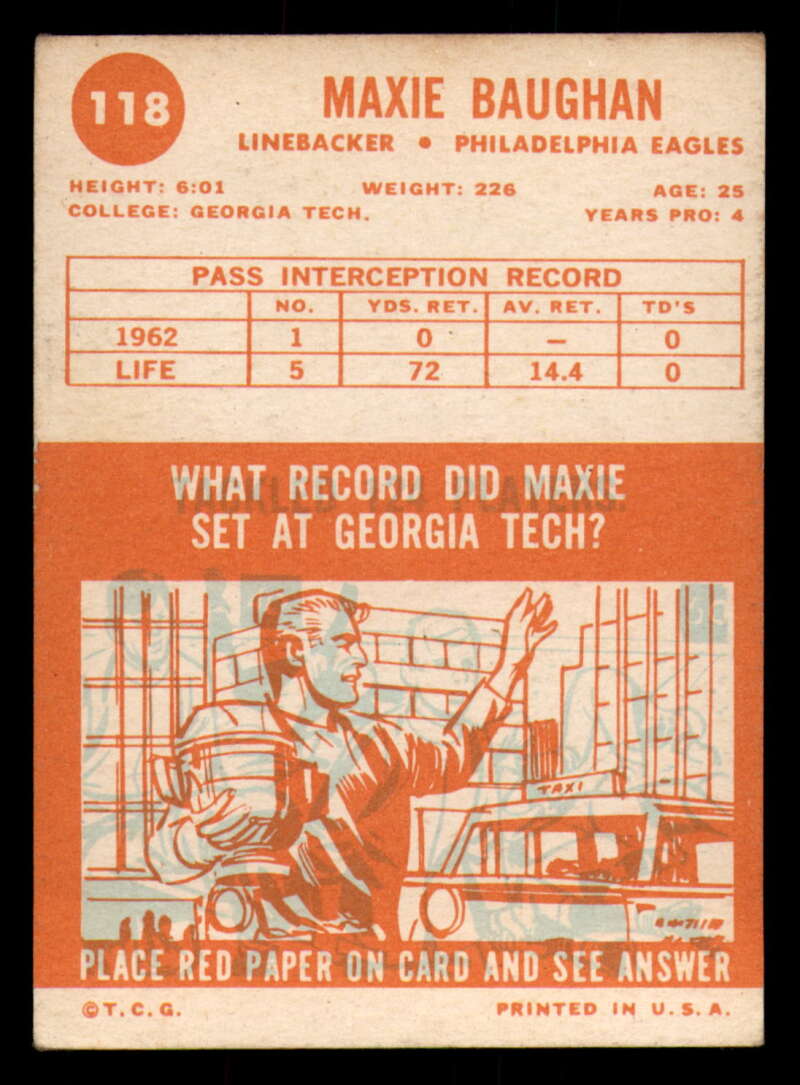 118
MAXIE BAUGHAN
LINEBACKER • PHILADELPHIA EAGLES
HEIGHT: 6:01 WEIGHT: 226 AGE: 25
COLLEGE: GEORGIA TECH. YEARS PRO: 4
PASS INTERCEPTION RECORD
NO. YDS. RET. AV. RET. TD'S
1962 1 0 – 0
LIFE 5 72 14.4 0
WHAT RECORD DID MAXIE
TACKLED PLAYERS.
SET AT GEORGIA TECH?
TAXI
PLACE RED PAPER ON CARD AND SEE ANSWER
©T.C.G. PRINTED IN U.S.A.